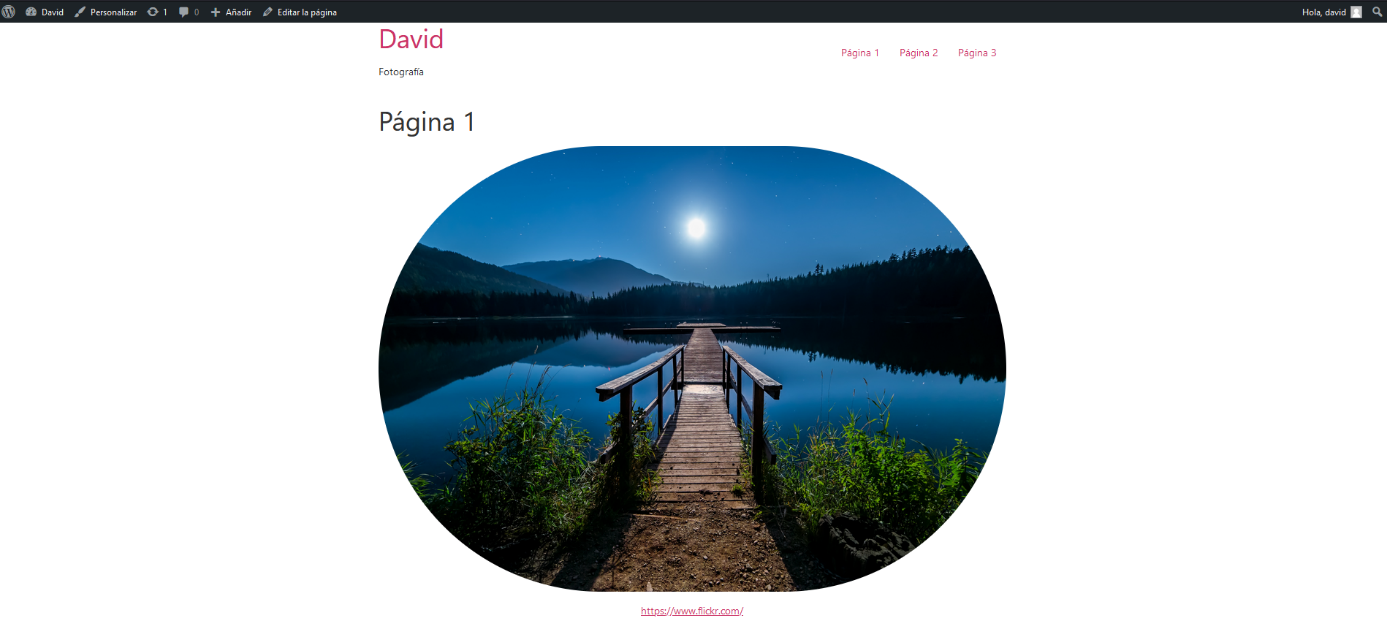 David Personalizar 1 0 Añadir Editar la página Hola, david
David
Página 1 Página 2 Página 3
Fotografía
Página 1
https://www.flickr.com/